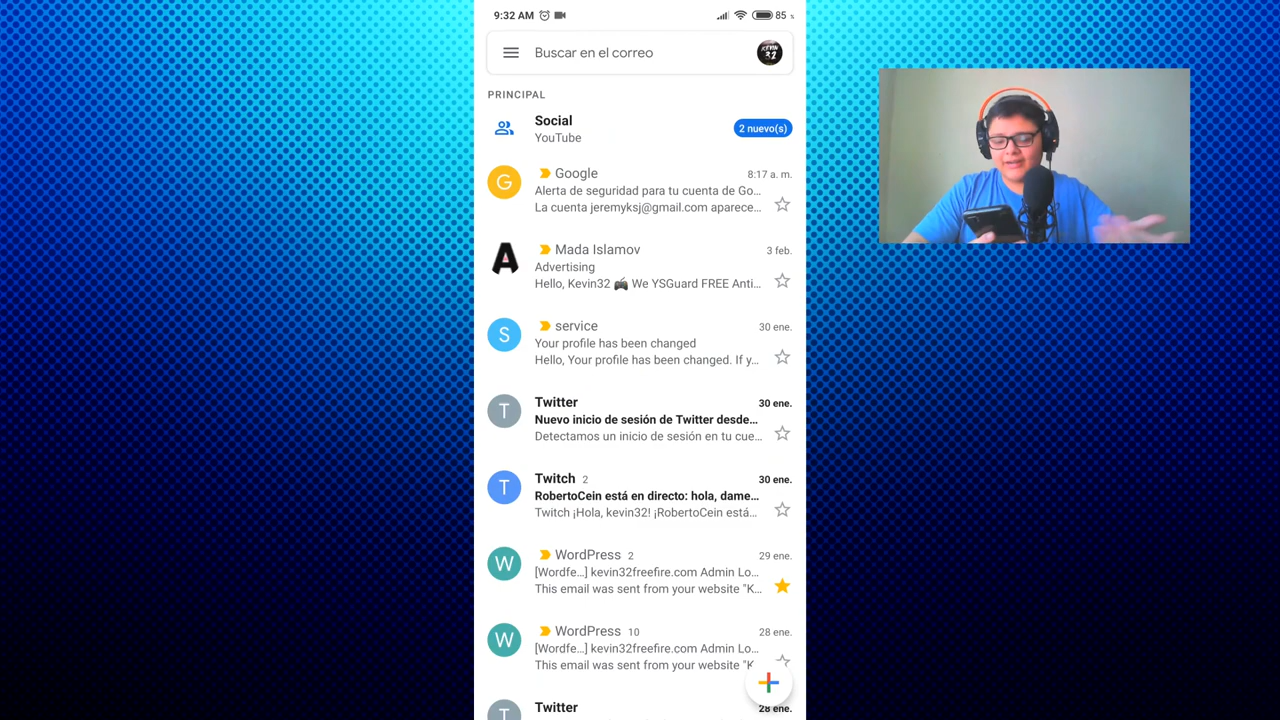 9:32 AM
85
Buscar en el correo
KEVIN
32
PRINCIPAL
Social
2 nuevo(s)
YouTube
G
Google
8:17 a. m.
Alerta de seguridad para tu cuenta de Go...
La cuenta jeremyksj@gmail.com aparece...
A
Mada Islamov
3 feb.
Advertising
Hello, Kevin32 🎮 We YSGuard FREE Anti...
S
service
30 ene.
Your profile has been changed
Hello, Your profile has been changed. If y...
T
Twitter
30 ene.
Nuevo inicio de sesión de Twitter desde...
Detectamos un inicio de sesión en tu cue...
T
Twitch 2
30 ene.
RobertoCein está en directo: hola, dame...
Twitch ¡Hola, kevin32! ¡RobertoCein está...
W
WordPress 2
29 ene.
[Wordfe...] kevin32freefire.com Admin Lo...
This email was sent from your website "K...
W
WordPress 10
28 ene.
[Wordfe...] kevin32freefire.com Admin Lo...
This email was sent from your website "K
T
Twitter
28 ene.